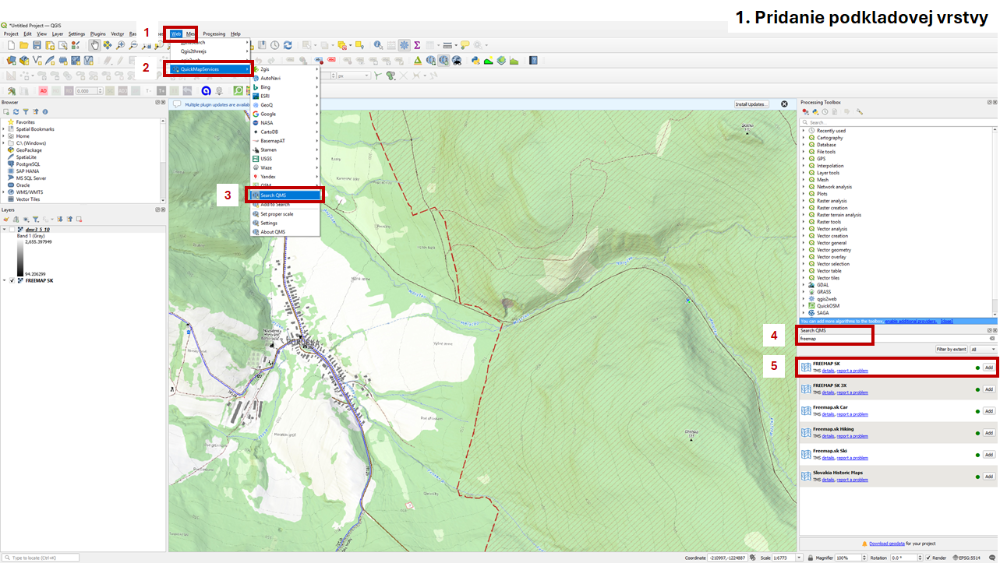 1. Pridanie podkladovej vrstvy
*Untitled Project — QGIS
1
Project Edit View Layer Settings Plugins Vector Web Processing Help
MetaSearch
Qgis2threejs
2
QuickMapServices
2gis
AutoNavi
Bing
ESRI
GeoQ
Google
NASA
CartoDB
BasemapAT
Stamen
USGS
Waze
Yandex
OSM
3
Search QMS
Add to Search
Set proper scale
Settings
About QMS
px
0.000
Multiple plugin updates are available
Install Updates...
Browser
Favorites
Spatial Bookmarks
Home
C:\ (Windows)
GeoPackage
SpatiaLite
PostgreSQL
SAP HANA
MS SQL Server
Oracle
WMS/WMTS
Vector Tiles
Layers
dmr3_5_10
Band 1 (Gray)
2,655.397949
94.206299
FREEMAP SK
PORÚBKA
Processing Toolbox
Search...
Recently used
Cartography
Database
File tools
GPS
Interpolation
Layer tools
Mesh
Network analysis
Plots
Raster analysis
Raster creation
Raster terrain analysis
Raster tools
Vector analysis
Vector creation
Vector general
Vector geometry
Vector overlay
Vector selection
Vector table
Vector tiles
GDAL
GRASS
qgis2web
QuickOSM
SAGA
You can add more algorithms to the toolbox, enable additional providers. [close]
4
Search QMS
freemap
Filter by extent All
5
FREEMAP SK
TMS details, report a problem
Add
FREEMAP SK 3X
TMS details, report a problem
Add
Freemap.sk Car
TMS details, report a problem
Add
Freemap.sk Hiking
TMS details, report a problem
Add
Freemap.sk Ski
TMS details, report a problem
Add
Slovakia Historic Maps
TMS details, report a problem
Add
Download geodata for your project
Type to locate (Ctrl+K)
Coordinate -210997,-1224887 Scale 1:6773 Magnifier 100% Rotation 0.0 ° Render EPSG:5514